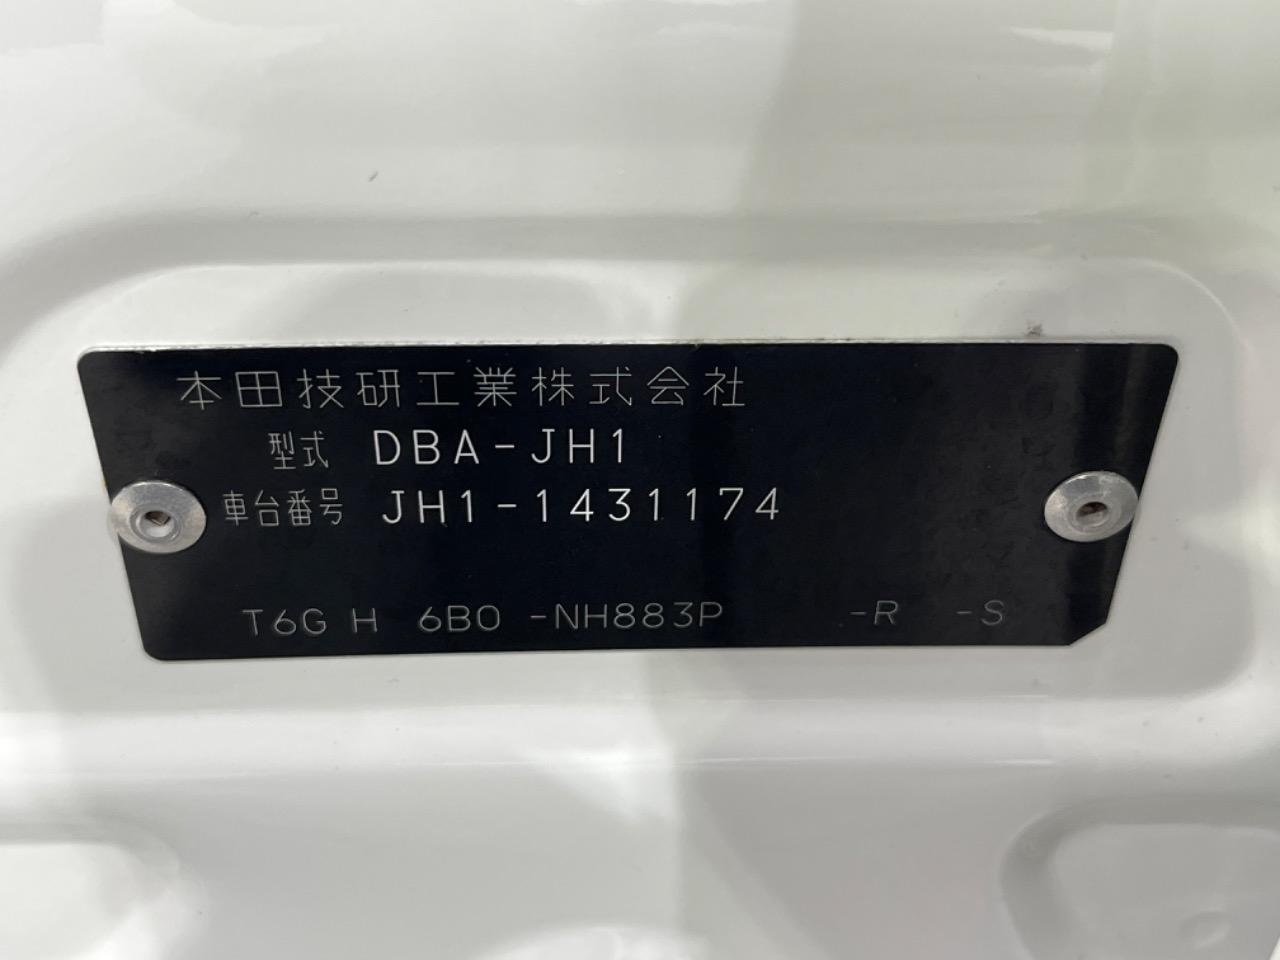 本田技研工業株式会社
型式 DBA-JH1
車台番号 JH1-1431174
T6G H 6B0 -NH883P -R -S